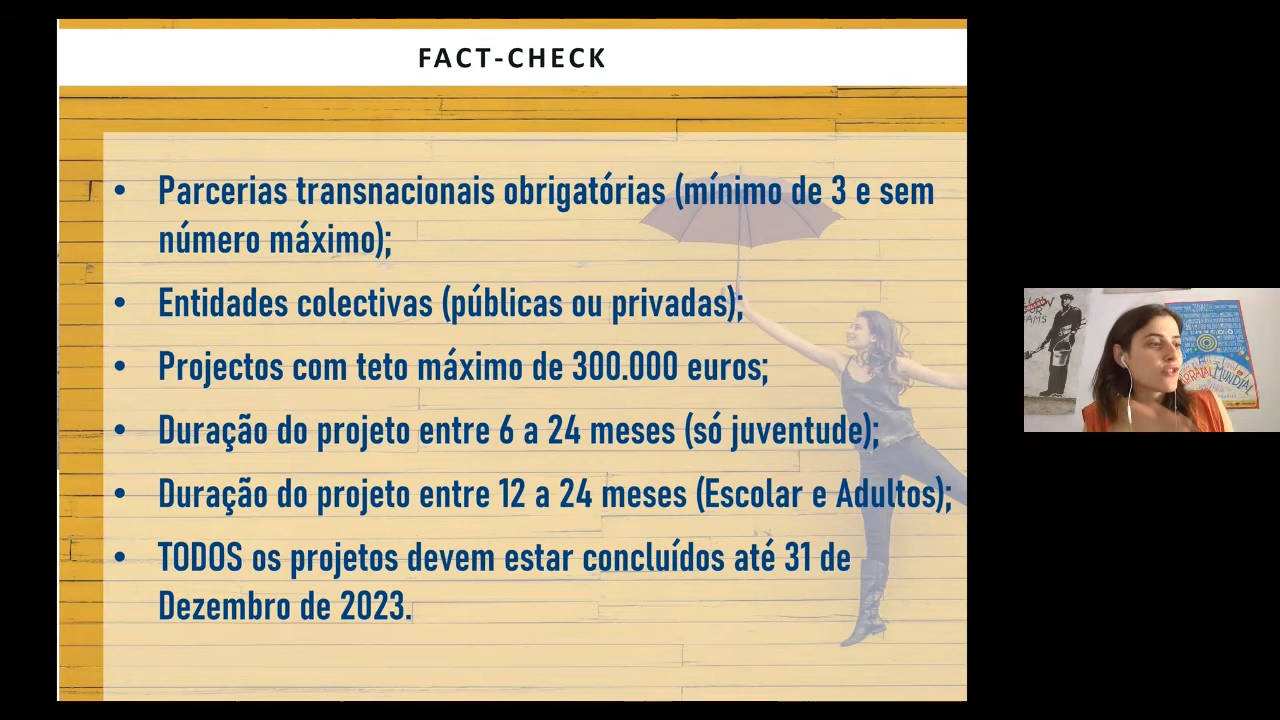 FACT-CHECK
• Parcerias transnacionais obrigatórias (mínimo de 3 e sem
número máximo);
• Entidades colectivas (públicas ou privadas);
• Projectos com teto máximo de 300.000 euros;
• Duração do projeto entre 6 a 24 meses (só juventude);
• Duração do projeto entre 12 a 24 meses (Escolar e Adultos);
• TODOS os projetos devem estar concluídos até 31 de
Dezembro de 2023.
ARRAIAL MUNDIAL